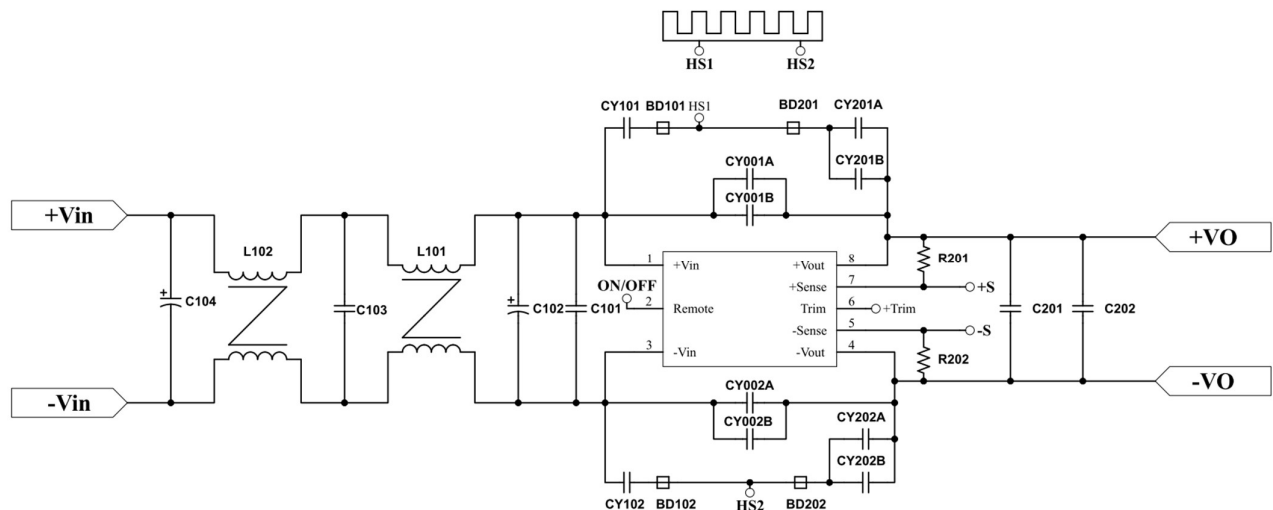 HS1 HS2
CY101 BD101 HS1 BD201 CY201A
CY201B
CY001A
CY001B
+Vin
L102 L101
C104 C103 C102 C101
ON/OFF
1 +Vin +Vout 8
+Sense 7
2 Remote Trim 6
-Sense 5
3 -Vin -Vout 4
R201
+S
+Trim
-S
R202
C201 C202
+VO
-VO
-Vin
CY002A
CY002B
CY202A
CY202B
CY102 BD102 HS2 BD202